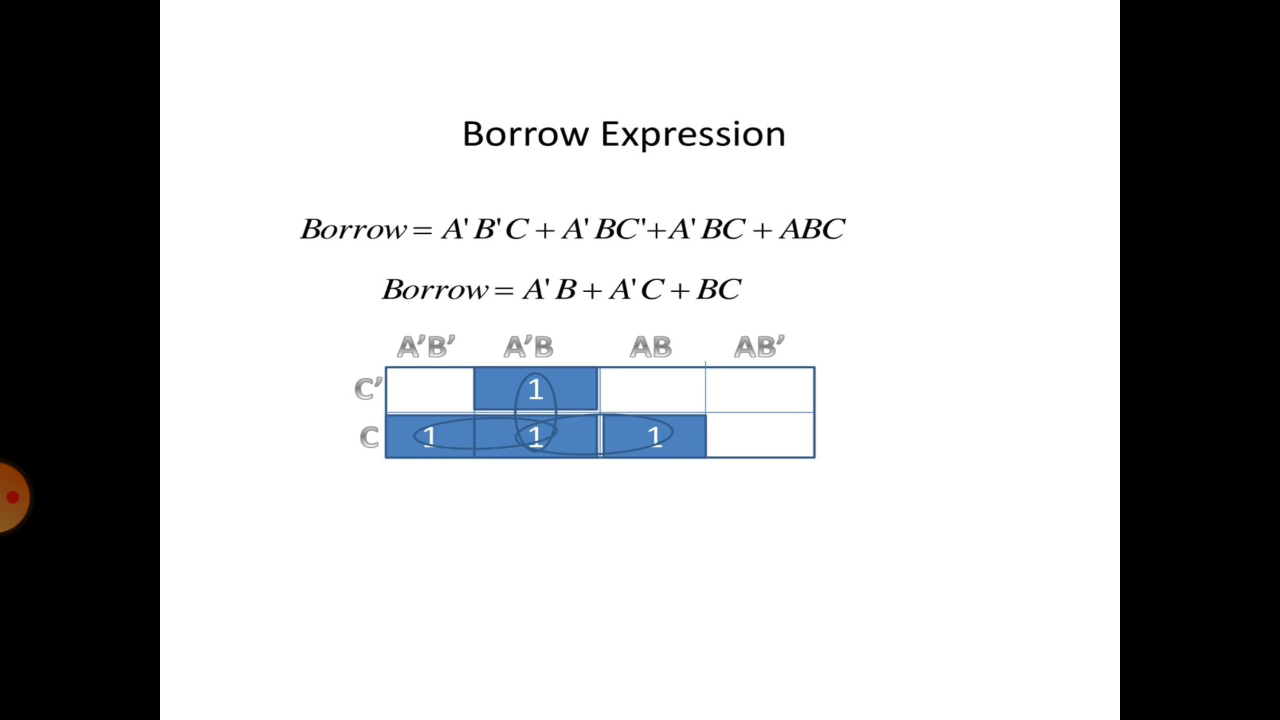 Borrow Expression
Borrow = A' B' C + A' BC'+A' BC + ABC
Borrow = A' B + A' C + BC
A’B’ A’B AB AB’
C’ 1
C 1 1 1